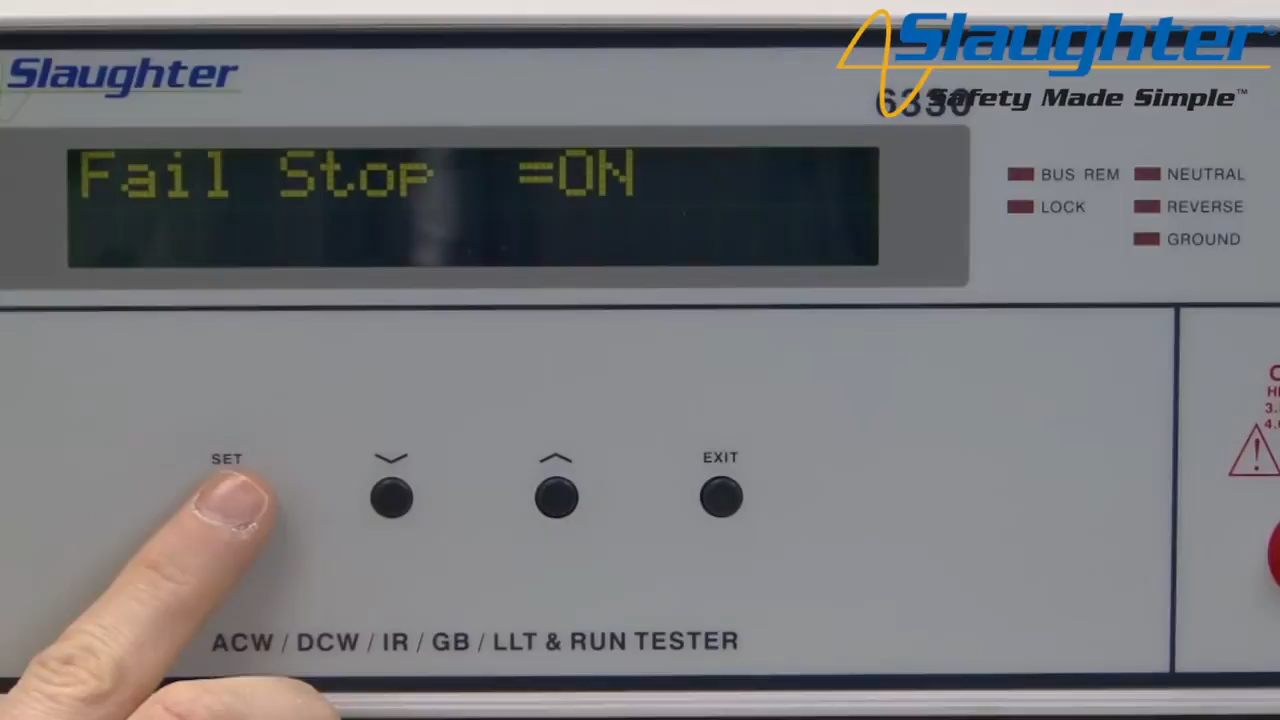 Slaughter
Slaughter
Safety Made Simple™
6330
Fail Stop =ON
BUS REM
NEUTRAL
LOCK
REVERSE
GROUND
SET
EXIT
ACW / DCW / IR / GB / LLT & RUN TESTER